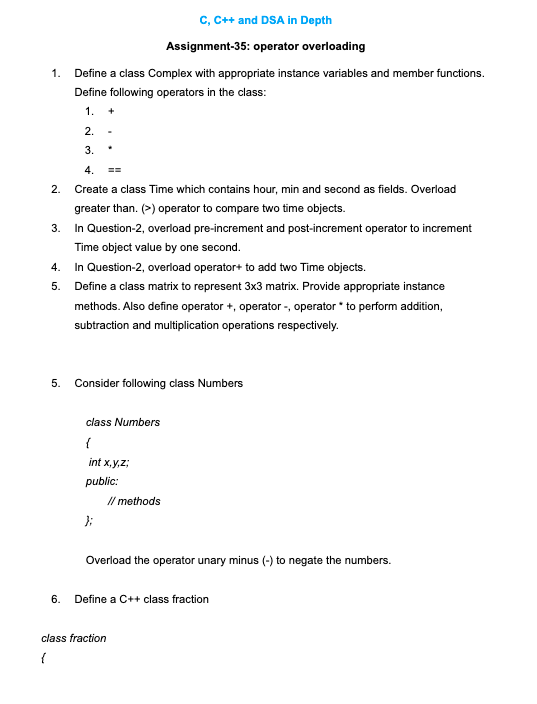 C, C++ and DSA in Depth
Assignment-35: operator overloading
1. Define a class Complex with appropriate instance variables and member functions.
Define following operators in the class:
1. +
2. -
3. *
4. ==
2. Create a class Time which contains hour, min and second as fields. Overload
greater than. (>) operator to compare two time objects.
3. In Question-2, overload pre-increment and post-increment operator to increment
Time object value by one second.
4. In Question-2, overload operator+ to add two Time objects.
5. Define a class matrix to represent 3x3 matrix. Provide appropriate instance
methods. Also define operator +, operator -, operator * to perform addition,
subtraction and multiplication operations respectively.
5. Consider following class Numbers
class Numbers
{
int x,y,z;
public:
// methods
};
Overload the operator unary minus (-) to negate the numbers.
6. Define a C++ class fraction
class fraction
{